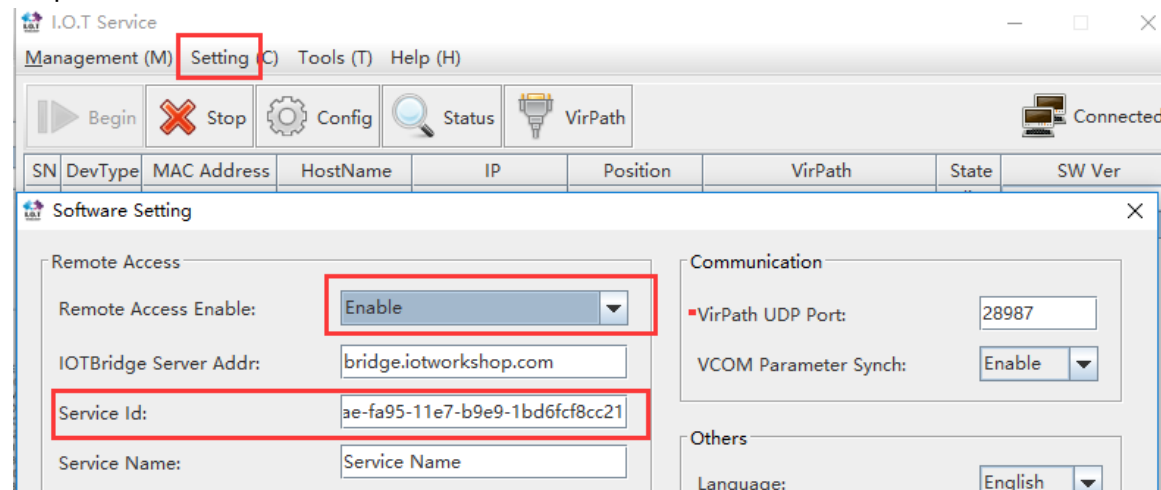 I.O.T Service
Management (M) Setting (C) Tools (T) Help (H)
Begin Stop Config Status VirPath Connected
SN DevType MAC Address HostName IP Position VirPath State SW Ver
Software Setting
Remote Access
Remote Access Enable: Enable
IOTBridge Server Addr: bridge.iotworkshop.com
Service Id: ae-fa95-11e7-b9e9-1bd6fcf8cc21
Service Name: Service Name
Communication
VirPath UDP Port: 28987
VCOM Parameter Synch: Enable
Others
Language: English